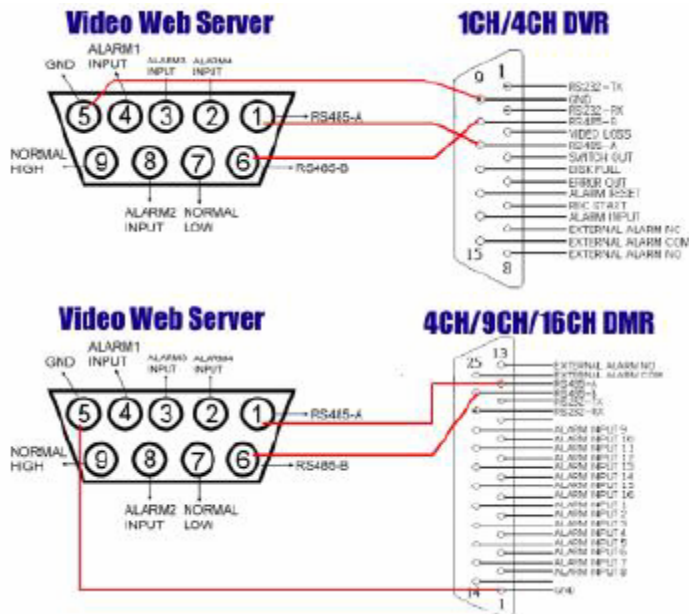 Video Web Server
1CH/4CH DVR
ALARM1
INPUT
GND
ALARM3
INPUT
ALARM4
INPUT
5
4
3
2
1
RS485-A
NORMAL
HIGH
9
8
7
6
RS485-B
ALARM2
INPUT
NORMAL
LOW
9
1
RS232-TX
GND
RS232-RX
RS485-B
VIDEO LOSS
RS485-A
SWITCH OUT
DISK FULL
ERROR OUT
ALARM RESET
REC START
ALARM INPUT
EXTERNAL ALARM NC
EXTERNAL ALARM COM
EXTERNAL ALARM NO
15
8
Video Web Server
4CH/9CH/16CH DMR
ALARM1
INPUT
GND
ALARM3
INPUT
ALARM4
INPUT
5
4
3
2
1
RS485-A
NORMAL
HIGH
9
8
7
6
RS485-B
ALARM2
INPUT
NORMAL
LOW
25
13
EXTERNAL ALARM NO
EXTERNAL ALARM COM
RS485-A
RS485-B
RS232-TX
RS232-RX
ALARM INPUT 9
ALARM INPUT 10
ALARM INPUT 11
ALARM INPUT 12
ALARM INPUT 13
ALARM INPUT 14
ALARM INPUT 15
ALARM INPUT 16
ALARM INPUT 1
ALARM INPUT 2
ALARM INPUT 3
ALARM INPUT 4
ALARM INPUT 5
ALARM INPUT 6
ALARM INPUT 7
ALARM INPUT 8
GND
14
1